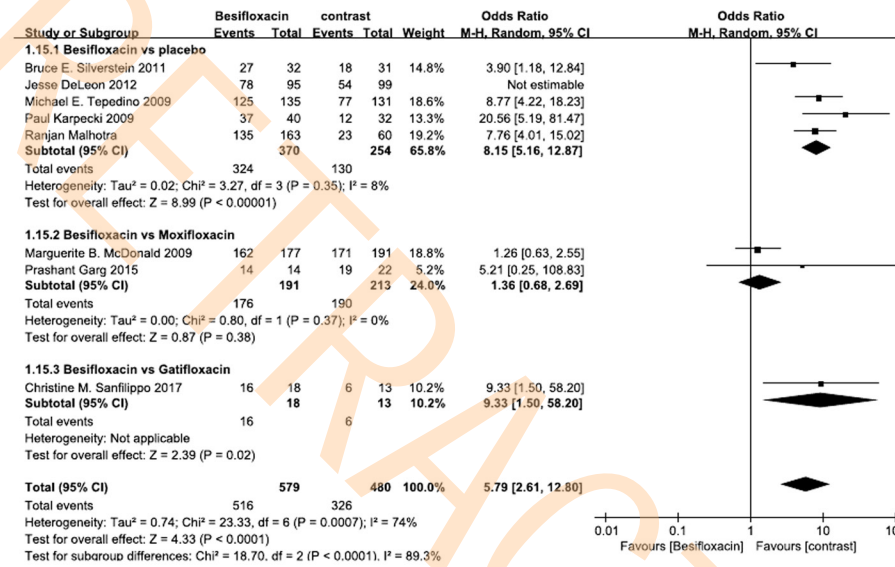 Besifloxacin contrast Odds Ratio Odds Ratio
Study or Subgroup Events Total Events Total Weight M-H, Random, 95% CI M-H, Random, 95% CI
1.15.1 Besifloxacin vs placebo
Bruce E. Silverstein 2011 27 32 18 31 14.8% 3.90 [1.18, 12.84]
Jesse DeLeon 2012 78 95 54 99 Not estimable
Michael E. Tepedino 2009 125 135 77 131 18.6% 8.77 [4.22, 18.23]
Paul Karpecki 2009 37 40 12 32 13.3% 20.56 [5.19, 81.47]
Ranjan Malhotra 135 163 23 60 19.2% 7.76 [4.01, 15.02]
Subtotal (95% CI) 370 254 65.8% 8.15 [5.16, 12.87]
Total events 324 130
Heterogeneity: Tau² = 0.02; Chi² = 3.27, df = 3 (P = 0.35); I² = 8%
Test for overall effect: Z = 8.99 (P < 0.00001)
1.15.2 Besifloxacin vs Moxifloxacin
Marguerite B. McDonald 2009 162 177 171 191 18.8% 1.26 [0.63, 2.55]
Prashant Garg 2015 14 14 19 22 5.2% 5.21 [0.25, 108.83]
Subtotal (95% CI) 191 213 24.0% 1.36 [0.68, 2.69]
Total events 176 190
Heterogeneity: Tau² = 0.00; Chi² = 0.80, df = 1 (P = 0.37); I² = 0%
Test for overall effect: Z = 0.87 (P = 0.38)
1.15.3 Besifloxacin vs Gatifloxacin
Christine M. Sanfilippo 2017 16 18 6 13 10.2% 9.33 [1.50, 58.20]
Subtotal (95% CI) 18 13 10.2% 9.33 [1.50, 58.20]
Total events 16 6
Heterogeneity: Not applicable
Test for overall effect: Z = 2.39 (P = 0.02)
Total (95% CI) 579 480 100.0% 5.79 [2.61, 12.80]
Total events 516 326
Heterogeneity: Tau² = 0.74; Chi² = 23.33, df = 6 (P = 0.0007); I² = 74%
Test for overall effect: Z = 4.33 (P < 0.0001)
Test for subgroup differences: Chi² = 18.70, df = 2 (P < 0.0001), I² = 89.3%
0.01 0.1 1 10
Favours [Besifloxacin] Favours [contrast]
RETRAC